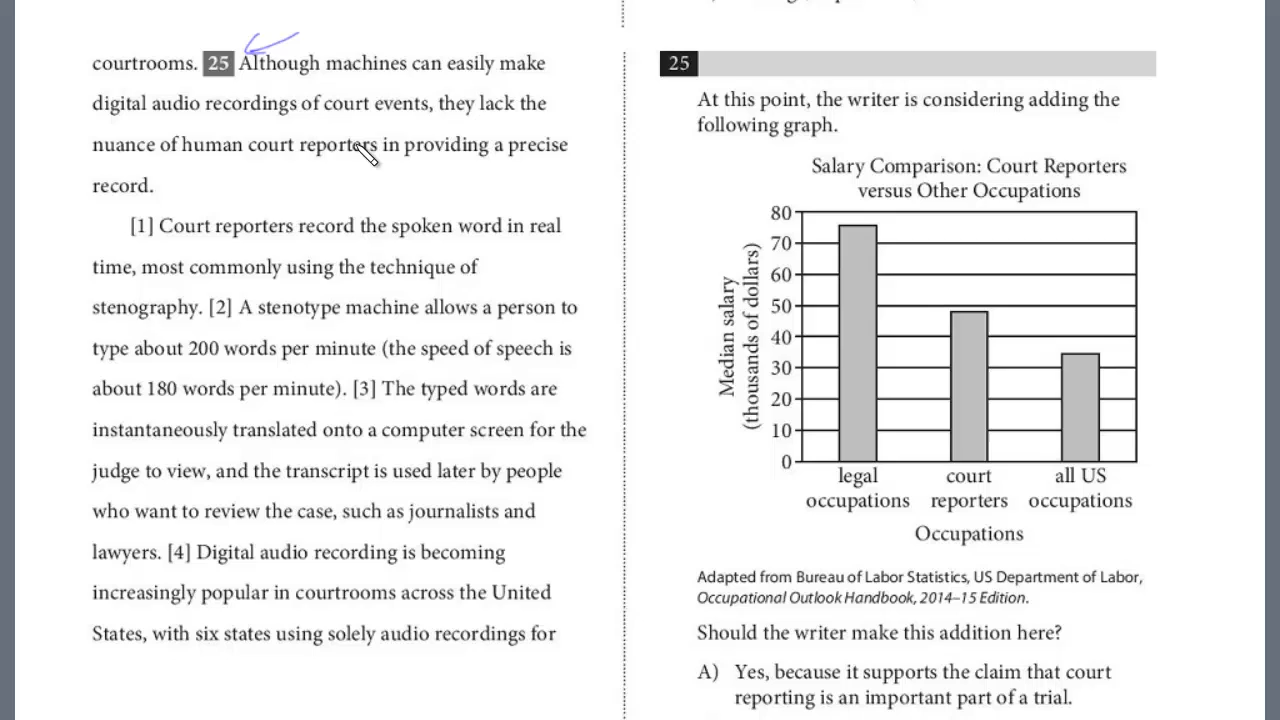 courtrooms. 25 Although machines can easily make
digital audio recordings of court events, they lack the
nuance of human court reporters in providing a precise
record.
[1] Court reporters record the spoken word in real
time, most commonly using the technique of
stenography. [2] A stenotype machine allows a person to
type about 200 words per minute (the speed of speech is
about 180 words per minute). [3] The typed words are
instantaneously translated onto a computer screen for the
judge to view, and the transcript is used later by people
who want to review the case, such as journalists and
lawyers. [4] Digital audio recording is becoming
increasingly popular in courtrooms across the United
States, with six states using solely audio recordings for
25
At this point, the writer is considering adding the
following graph.
Salary Comparison: Court Reporters
versus Other Occupations
Median salary
(thousands of dollars)
80
70
60
50
40
30
20
10
0
legal
occupations
court
reporters
all US
occupations
Occupations
Adapted from Bureau of Labor Statistics, US Department of Labor,
Occupational Outlook Handbook, 2014–15 Edition.
Should the writer make this addition here?
A) Yes, because it supports the claim that court
reporting is an important part of a trial.